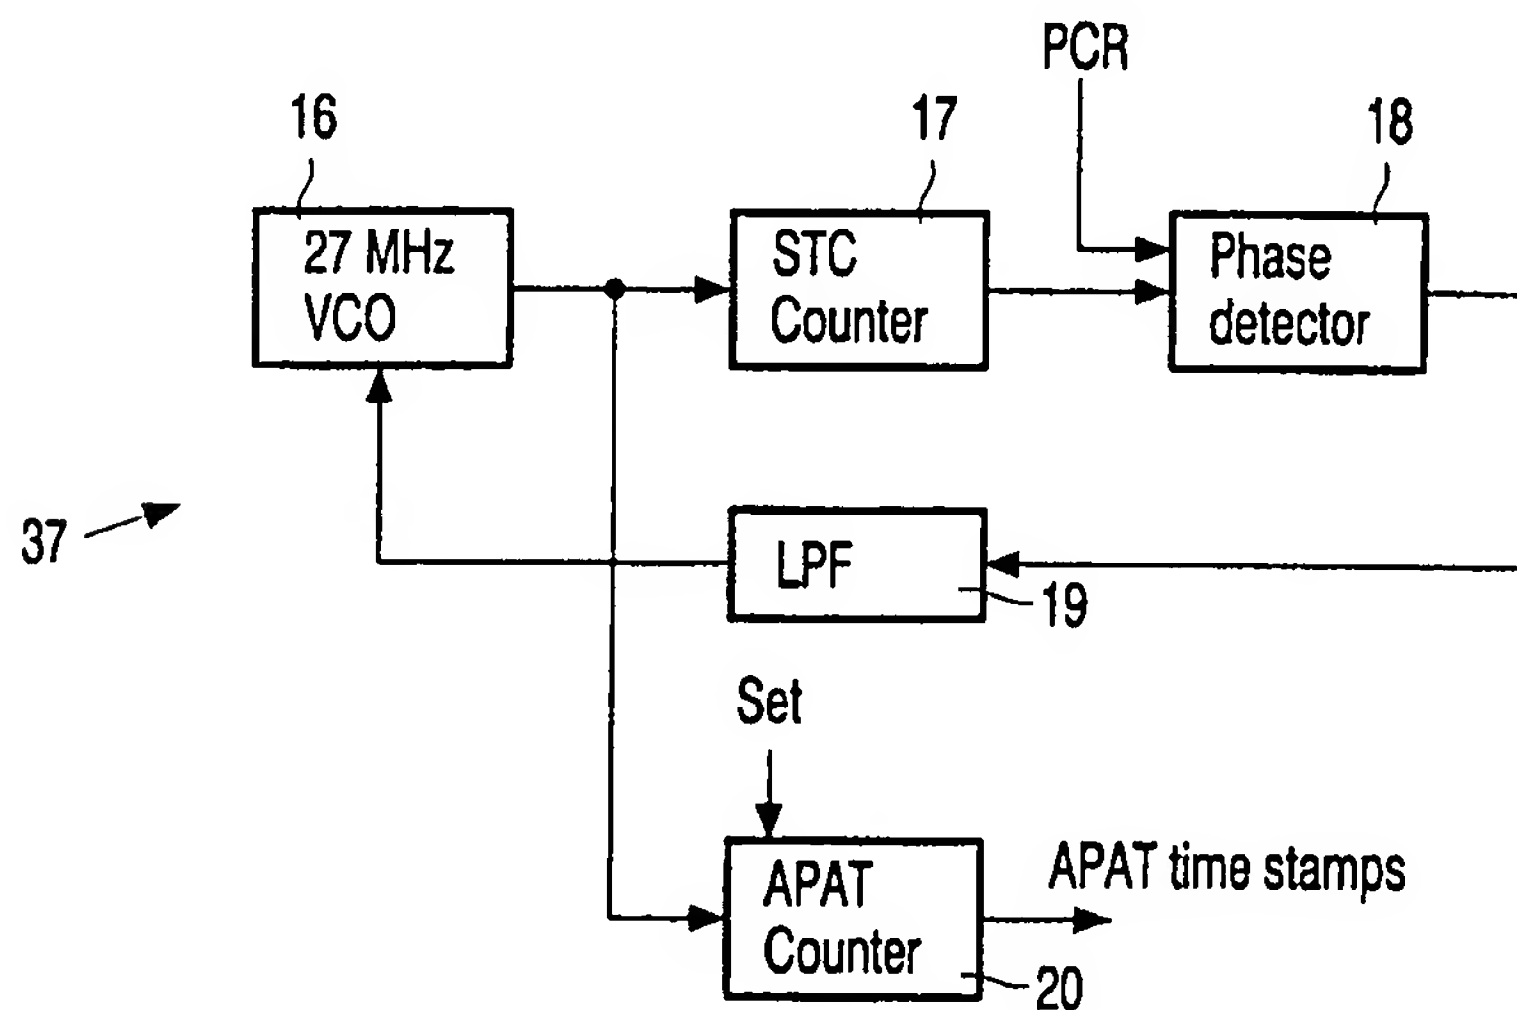 PCR
16
17
18
27 MHz
VCO
STC
Counter
Phase
detector
37
LPF
19
Set
APAT
Counter
APAT time stamps
20